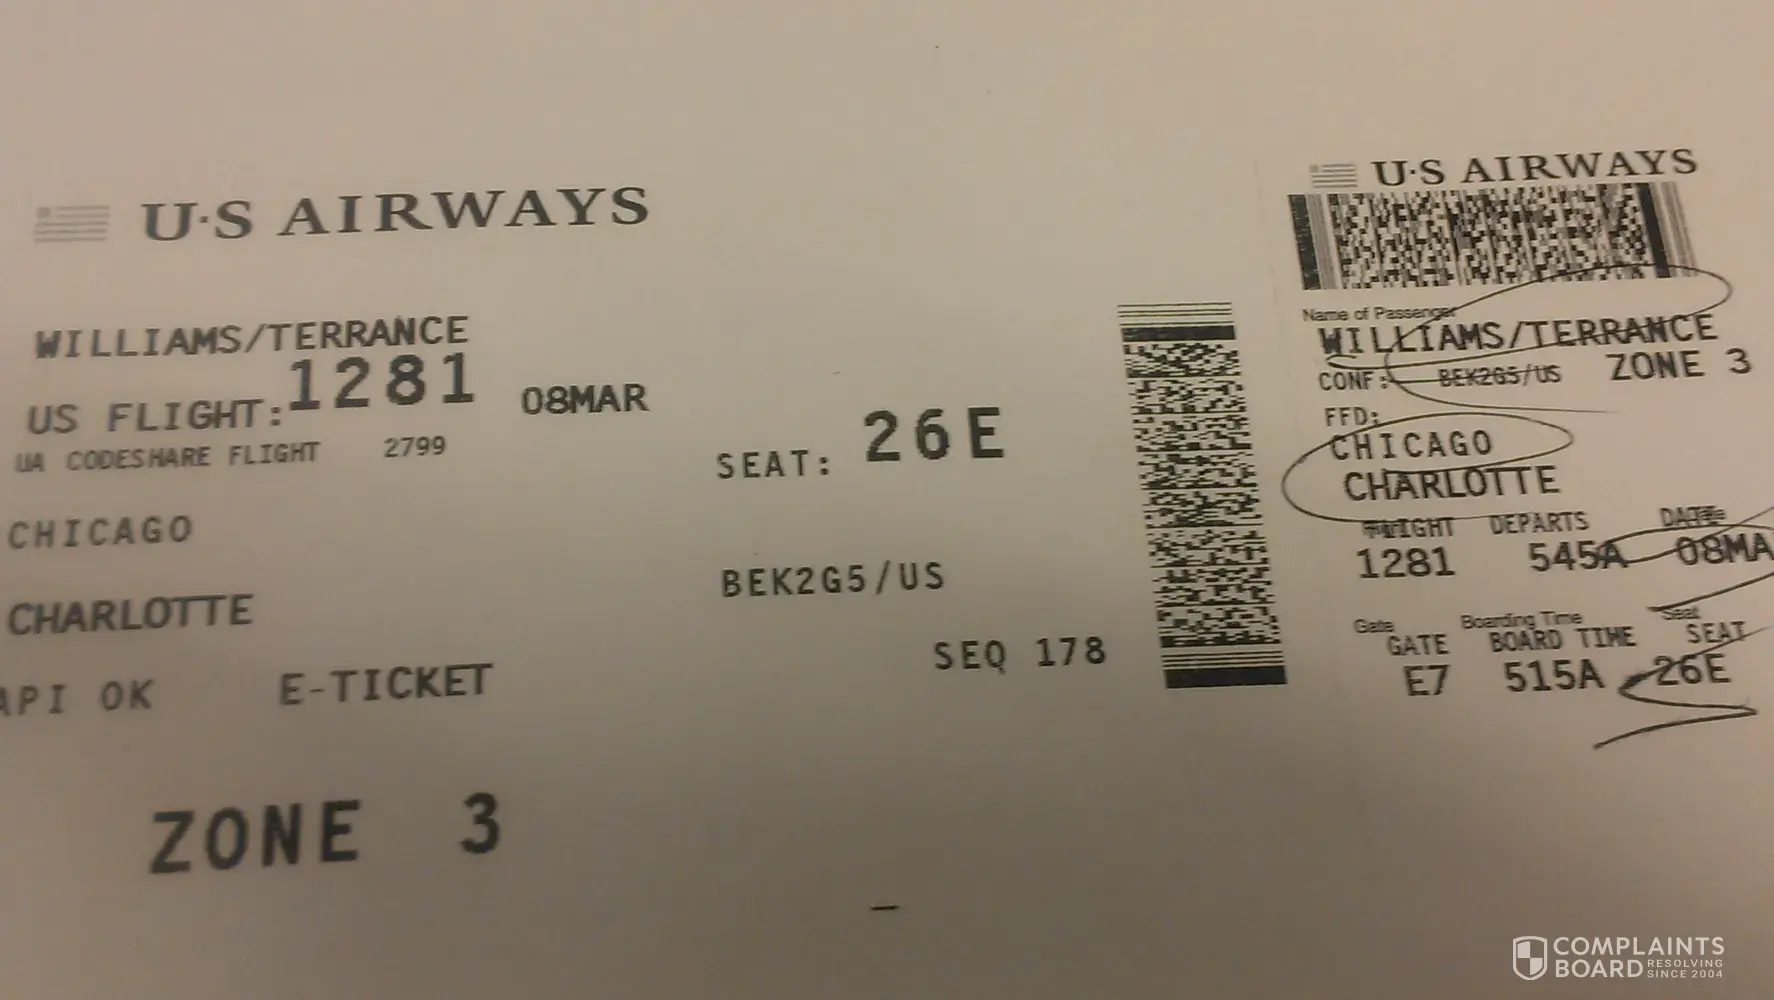 U·S AIRWAYS
WILLIAMS/TERRANCE
US FLIGHT: 1281 08MAR
UA CODESHARE FLIGHT 2799
SEAT: 26E
CHICAGO
CHARLOTTE
BEK2G5/US
SEQ 178
API OK E-TICKET
ZONE 3
U·S AIRWAYS
Name of Passenger
WILLIAMS/TERRANCE
CONF: BEK2G5/US ZONE 3
FFD:
CHICAGO
CHARLOTTE
FLIGHT DEPARTS DATE
1281 545A 08MA
Gate Boarding Time Seat
GATE BOARD TIME SEAT
E7 515A 26E
COMPLAINTS
BOARD RESOLVING
SINCE 2004